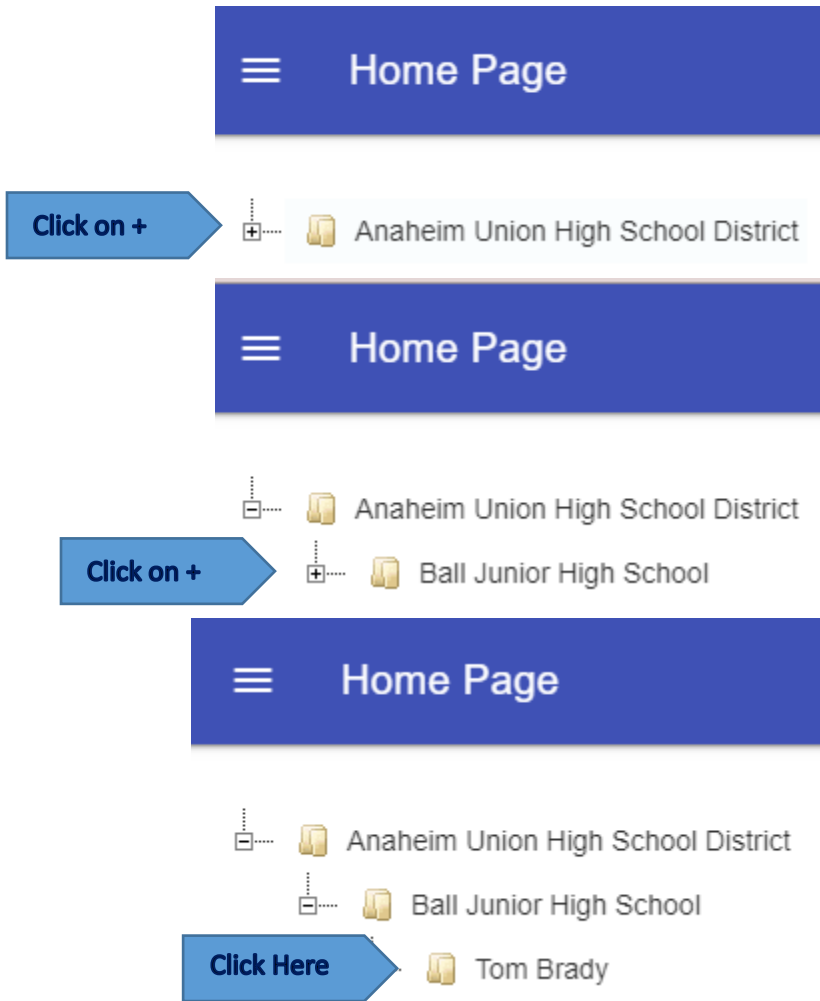 Home Page
Click on + Anaheim Union High School District
Home Page
Anaheim Union High School District
Click on + Ball Junior High School
Home Page
Anaheim Union High School District
Ball Junior High School
Click Here Tom Brady